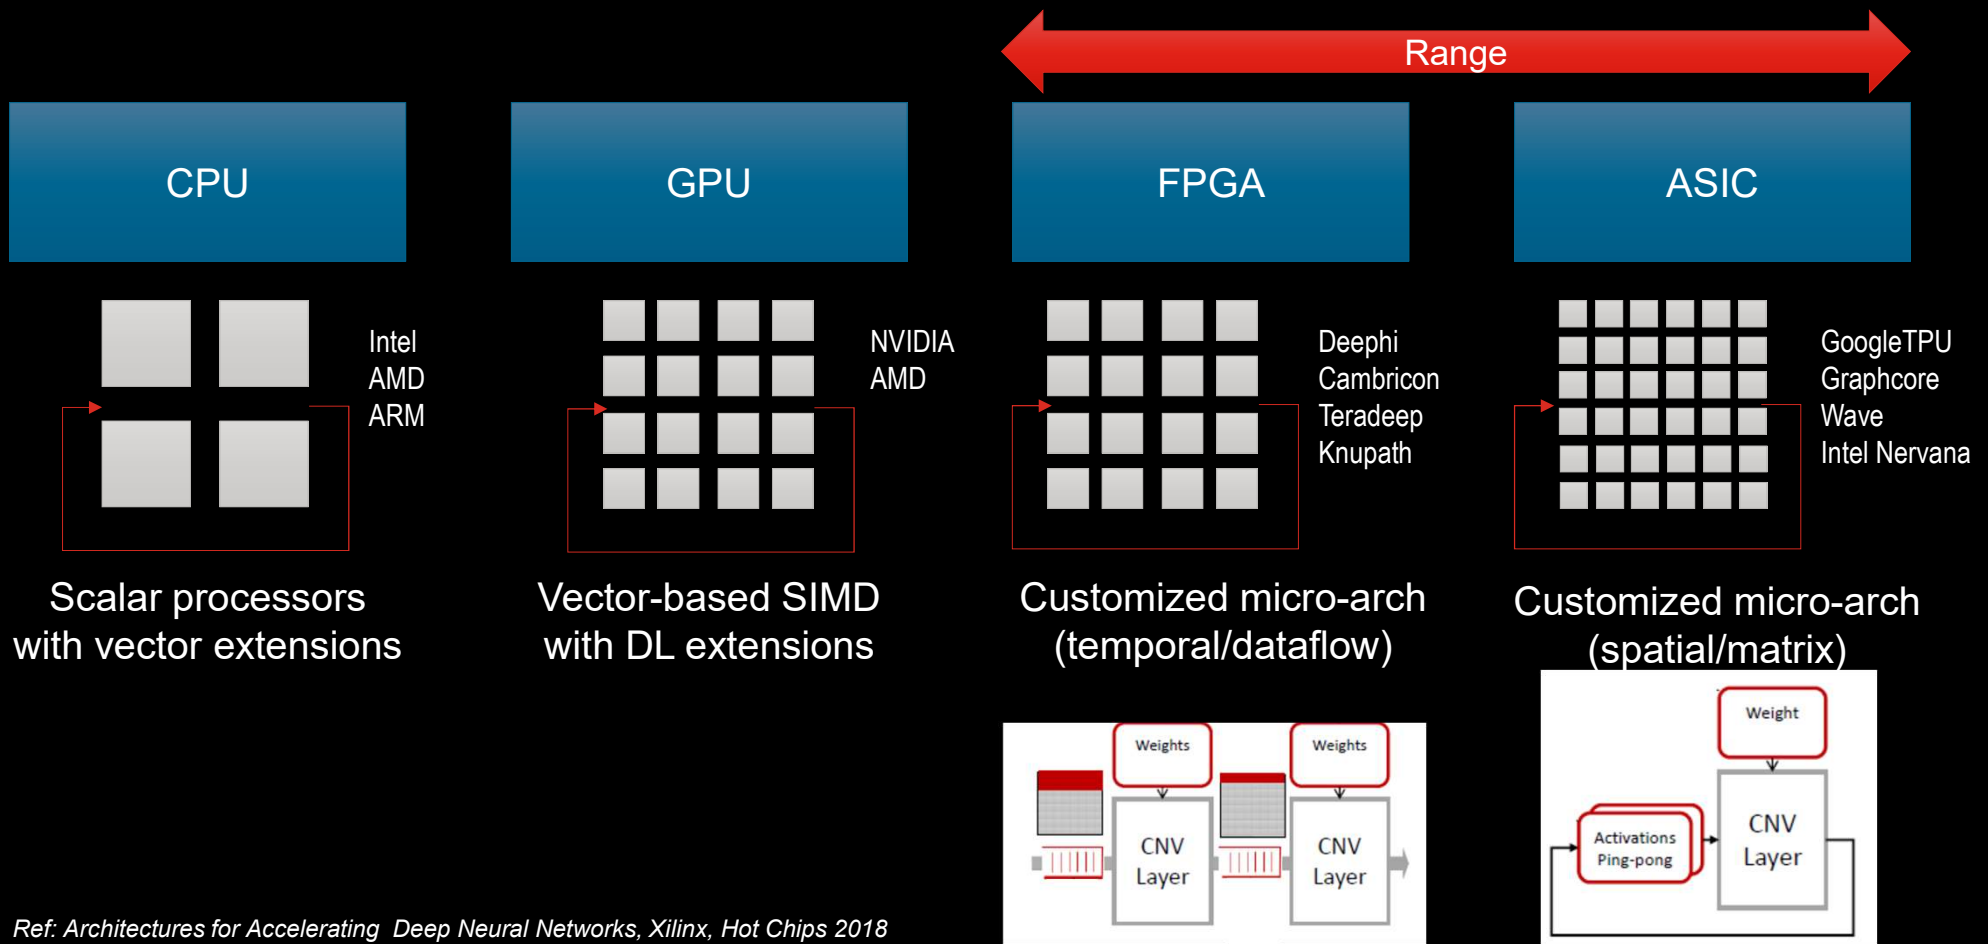 Range
CPU
GPU
FPGA
ASIC
Intel
AMD
ARM
NVIDIA
AMD
Deephi
Cambricon
Teradeep
Knupath
GoogleTPU
Graphcore
Wave
Intel Nervana
Scalar processors
with vector extensions
Vector-based SIMD
with DL extensions
Customized micro-arch
(temporal/dataflow)
Customized micro-arch
(spatial/matrix)
Weights
Weights
CNV
Layer
CNV
Layer
Weight
Activations
Ping-pong
CNV
Layer
Ref: Architectures for Accelerating Deep Neural Networks, Xilinx, Hot Chips 2018